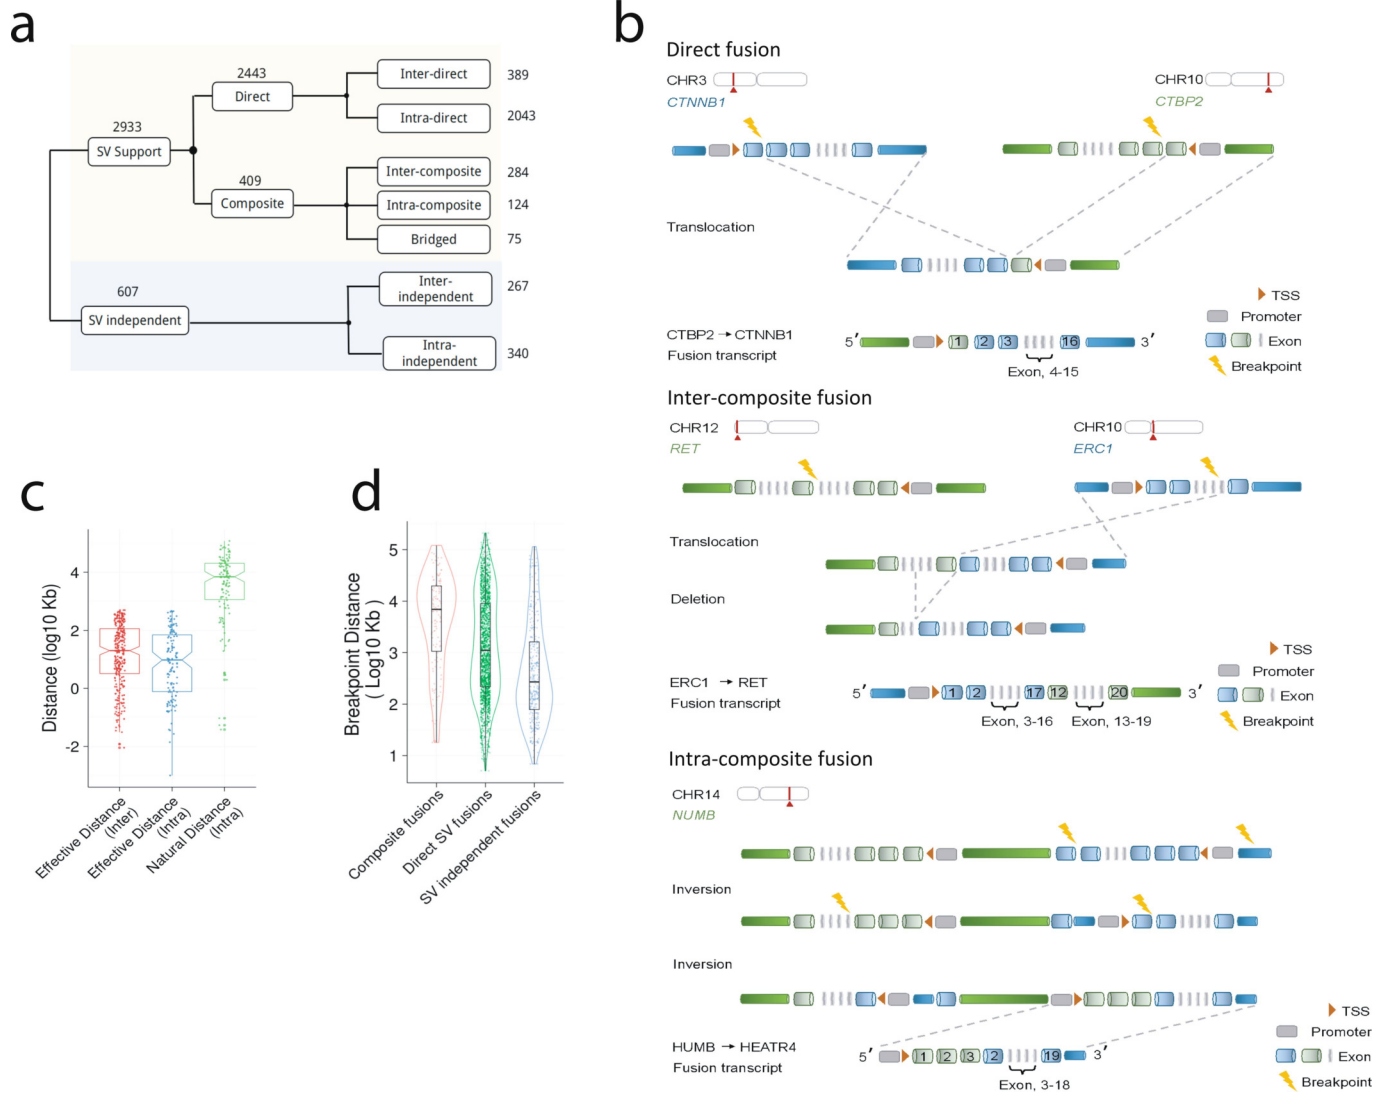 a
2933
SV Support
2443
Direct
Inter-direct
389
Intra-direct
2043
409
Composite
Inter-composite
284
Intra-composite
124
Bridged
75
607
SV independent
Inter-
independent
267
Intra-
independent
340
b
Direct fusion
CHR3
CTNNB1
CHR10
CTBP2
Translocation
CTBP2 → CTNNB1
Fusion transcript
5′
1
2
3
16
3′
Exon, 4-15
TSS
Promoter
Exon
Breakpoint
Inter-composite fusion
CHR12
RET
CHR10
ERC1
Translocation
Deletion
ERC1 → RET
Fusion transcript
5′
1
2
17
12
20
3′
Exon, 3-16
Exon, 13-19
TSS
Promoter
Exon
Breakpoint
Intra-composite fusion
CHR14
NUMB
Inversion
Inversion
HUMB → HEATR4
Fusion transcript
5′
1
2
3
2
19
3′
Exon, 3-18
TSS
Promoter
Exon
Breakpoint
c
Distance (log10 Kb)
4
2
0
-2
Effective Distance
(Inter)
Effective Distance
(Intra)
Natural Distance
(Intra)
d
Breakpoint Distance
( Log10 Kb )
5
4
3
2
1
Composite fusions
Direct SV fusions
SV independent fusions